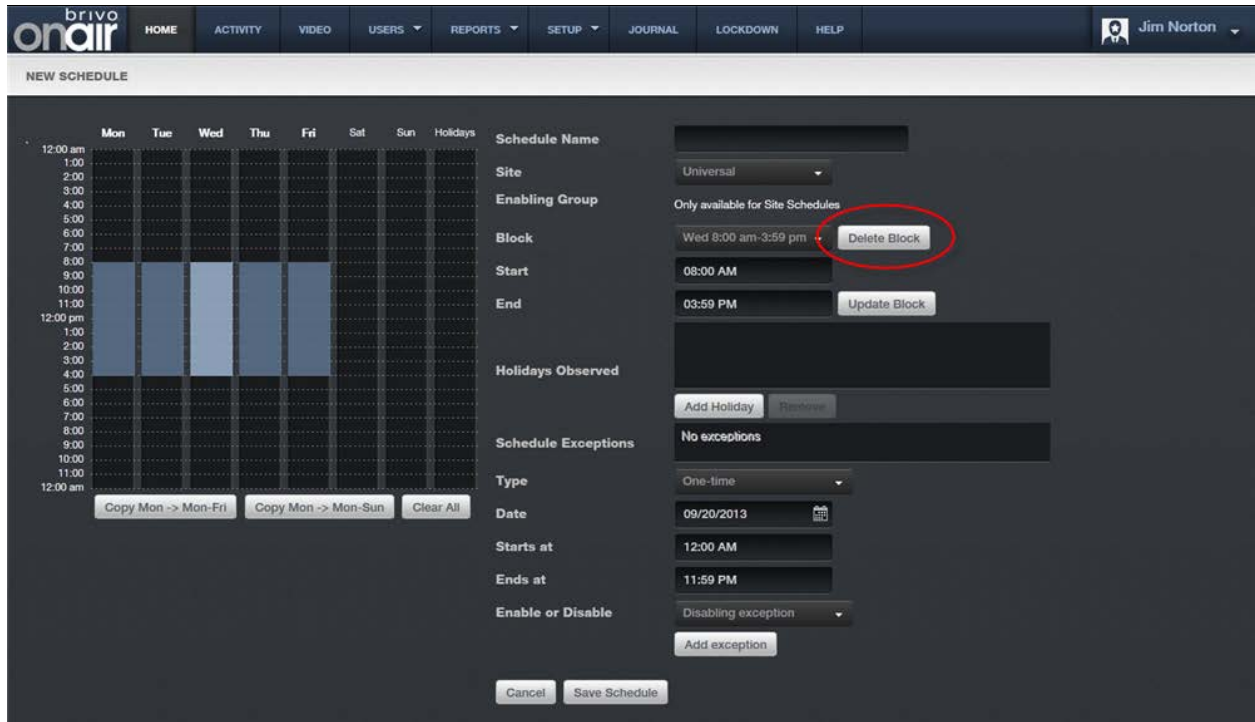 brivo
onair
HOME ACTIVITY VIDEO USERS REPORTS SETUP JOURNAL LOCKDOWN HELP Jim Norton
NEW SCHEDULE
Mon Tue Wed Thu Fri Sat Sun Holidays
12:00 am
1:00
2:00
3:00
4:00
5:00
6:00
7:00
8:00
9:00
10:00
11:00
12:00 pm
1:00
2:00
3:00
4:00
5:00
6:00
7:00
8:00
9:00
10:00
11:00
12:00 am
Copy Mon -> Mon-Fri Copy Mon -> Mon-Sun Clear All
Schedule Name
Site Universal
Enabling Group Only available for Site Schedules
Block Wed 8:00 am-3:59 pm Delete Block
Start 08:00 AM
End 03:59 PM Update Block
Holidays Observed
Add Holiday Remove
Schedule Exceptions No exceptions
Type One-time
Date 09/20/2013
Starts at 12:00 AM
Ends at 11:59 PM
Enable or Disable Disabling exception
Add exception
Cancel Save Schedule